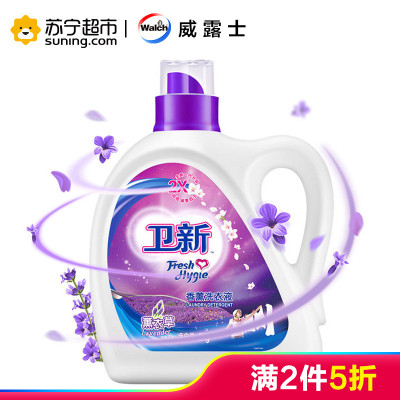 苏宁超市
suning.com
Walch
威露士
2X
卫新
Fresh
Hygie
香薰洗衣液
LAUNDRY DETERGENT
薰衣草
Lavender
满2件5折